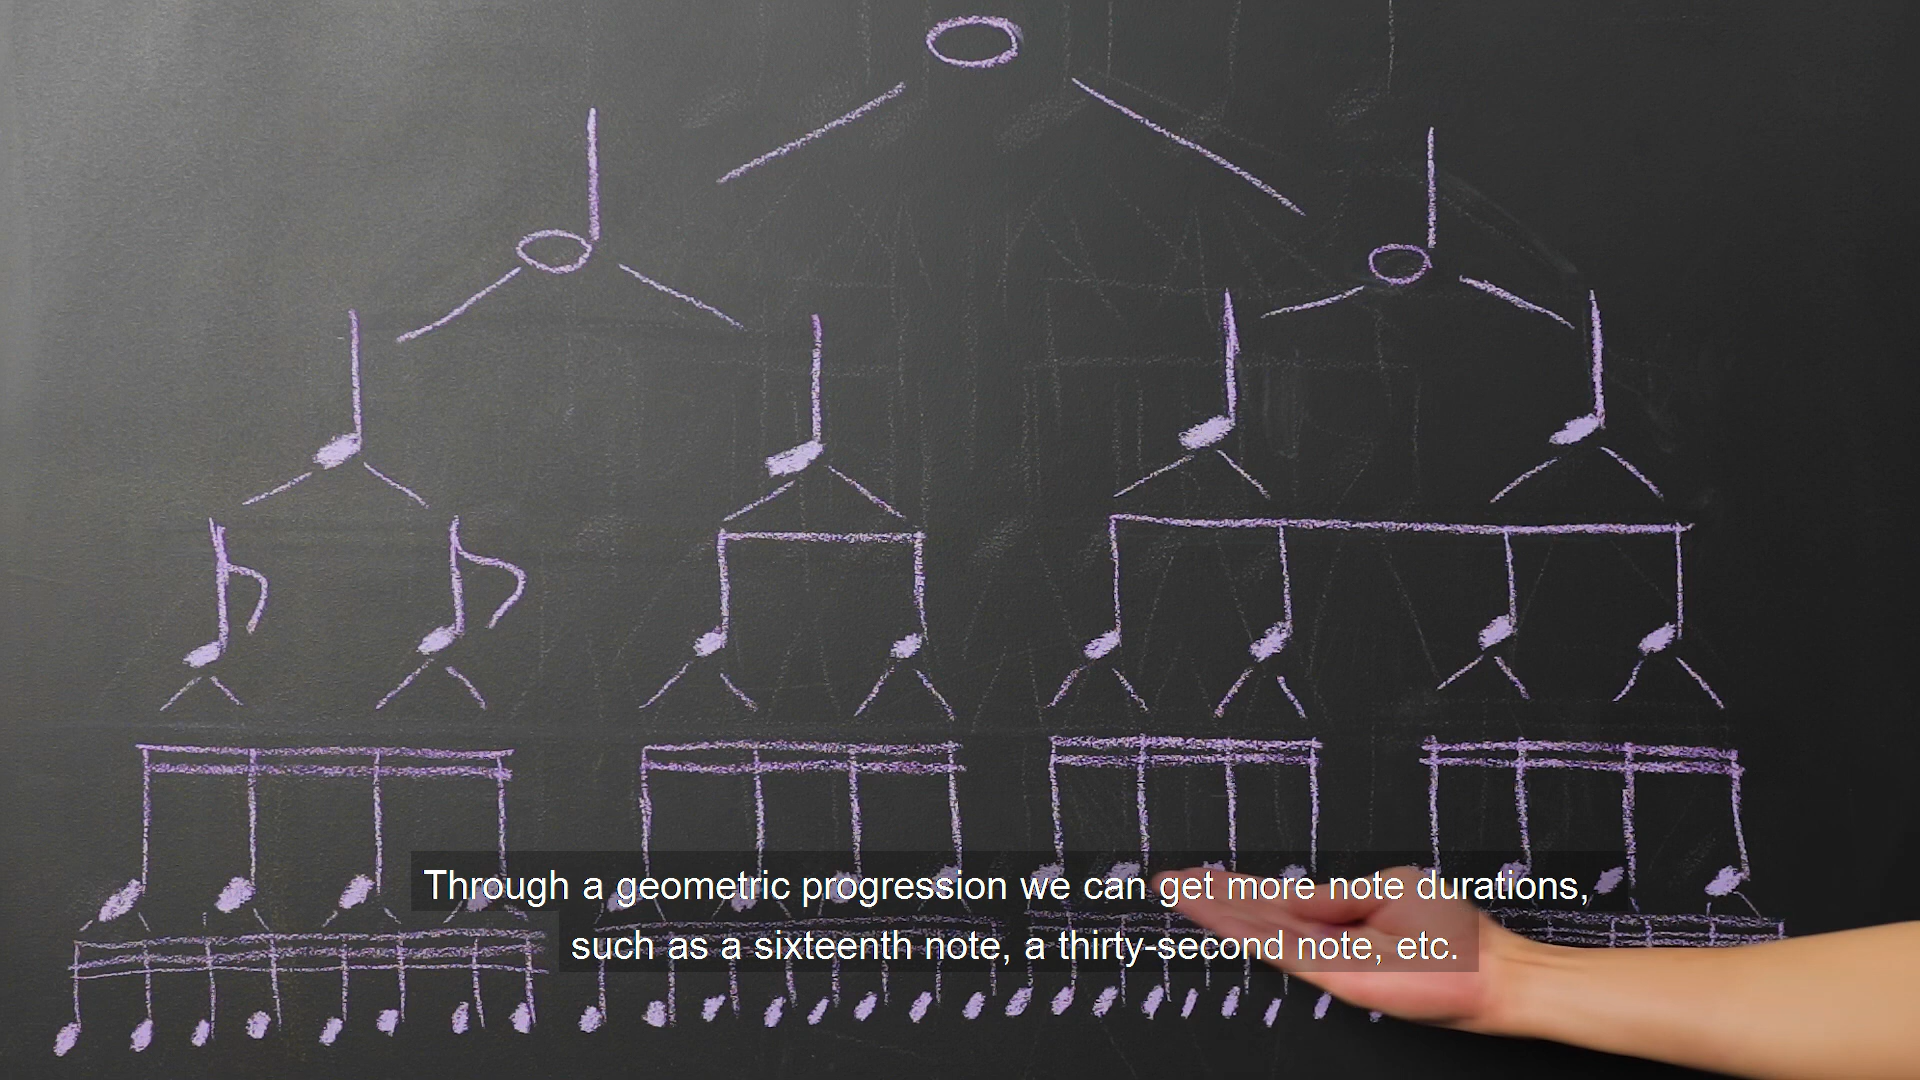 Through a geometric progression we can get more note durations,
such as a sixteenth note, a thirty-second note, etc.